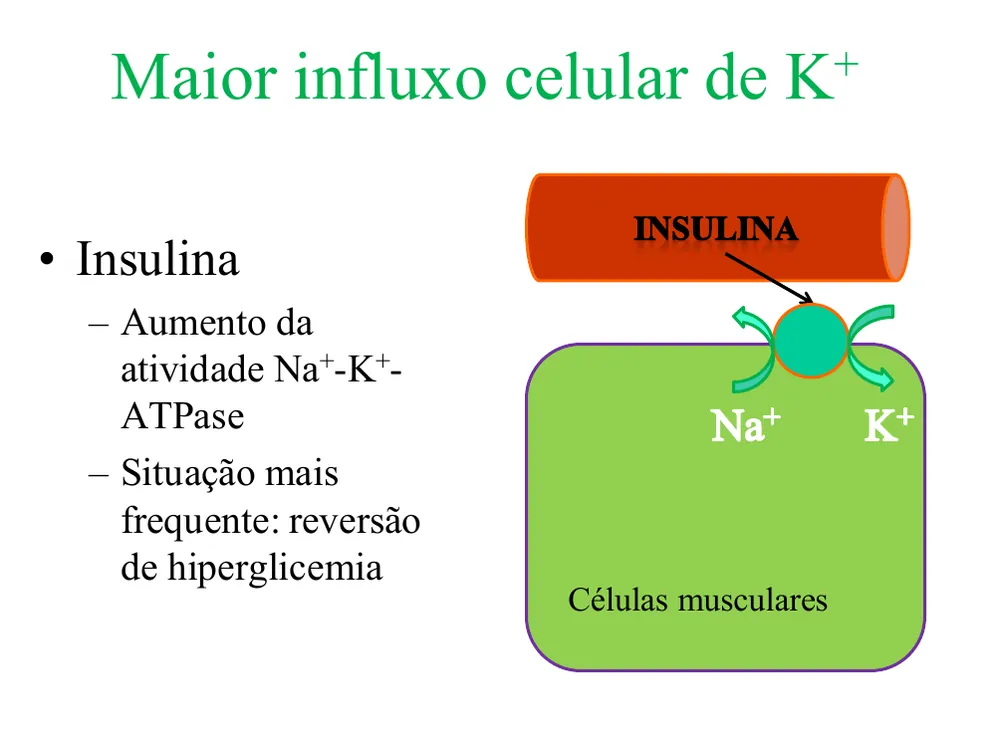 Maior influxo celular de K⁺
• Insulina
– Aumento da
atividade Na⁺-K⁺-
ATPase
– Situação mais
frequente: reversão
de hiperglicemia
INSULINA
Na⁺ K⁺
Células musculares